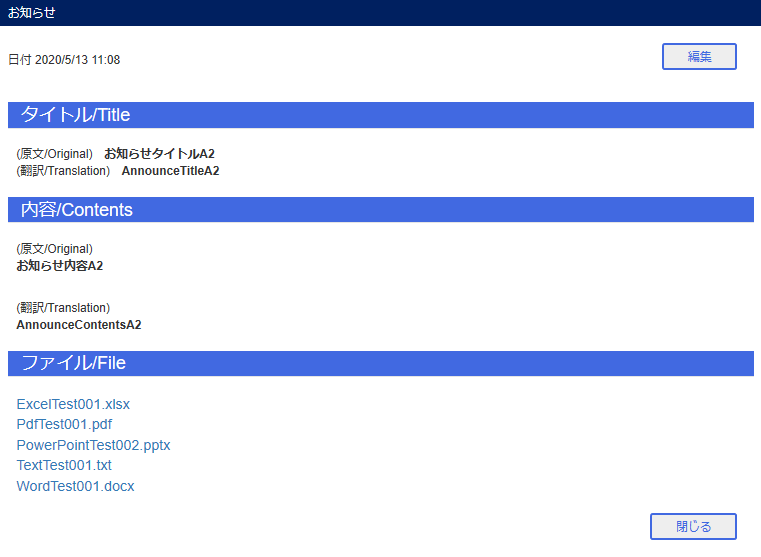 お知らせ
日付 2020/5/13 11:08
編集
タイトル/Title
(原文/Original) お知らせタイトルA2
(翻訳/Translation) AnnounceTitleA2
内容/Contents
(原文/Original)
お知らせ内容A2
(翻訳/Translation)
AnnounceContentsA2
ファイル/File
ExcelTest001.xlsx
PdfTest001.pdf
PowerPointTest002.pptx
TextTest001.txt
WordTest001.docx
閉じる